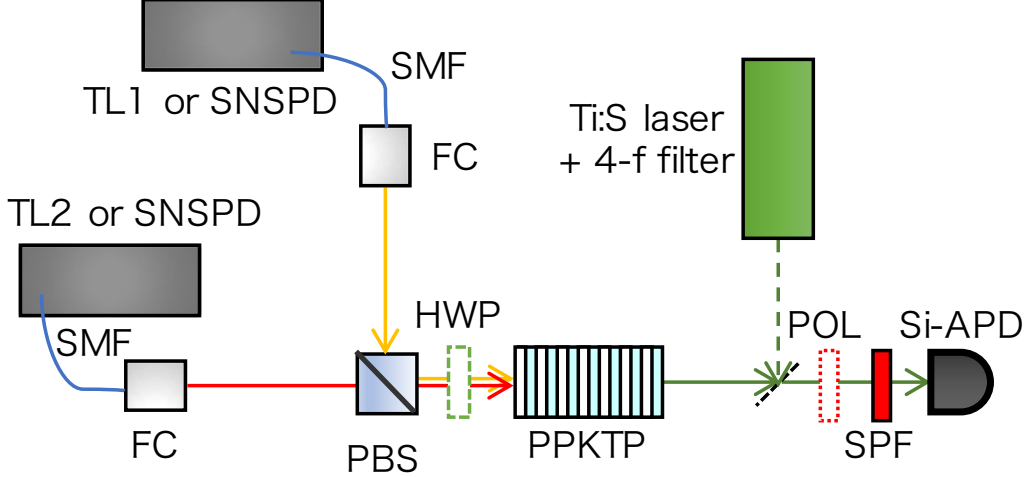 SMF
TL1 or SNSPD
FC
Ti:S laser
+ 4-f filter
TL2 or SNSPD
SMF
FC
HWP
PBS
PPKTP
POL
Si-APD
SPF